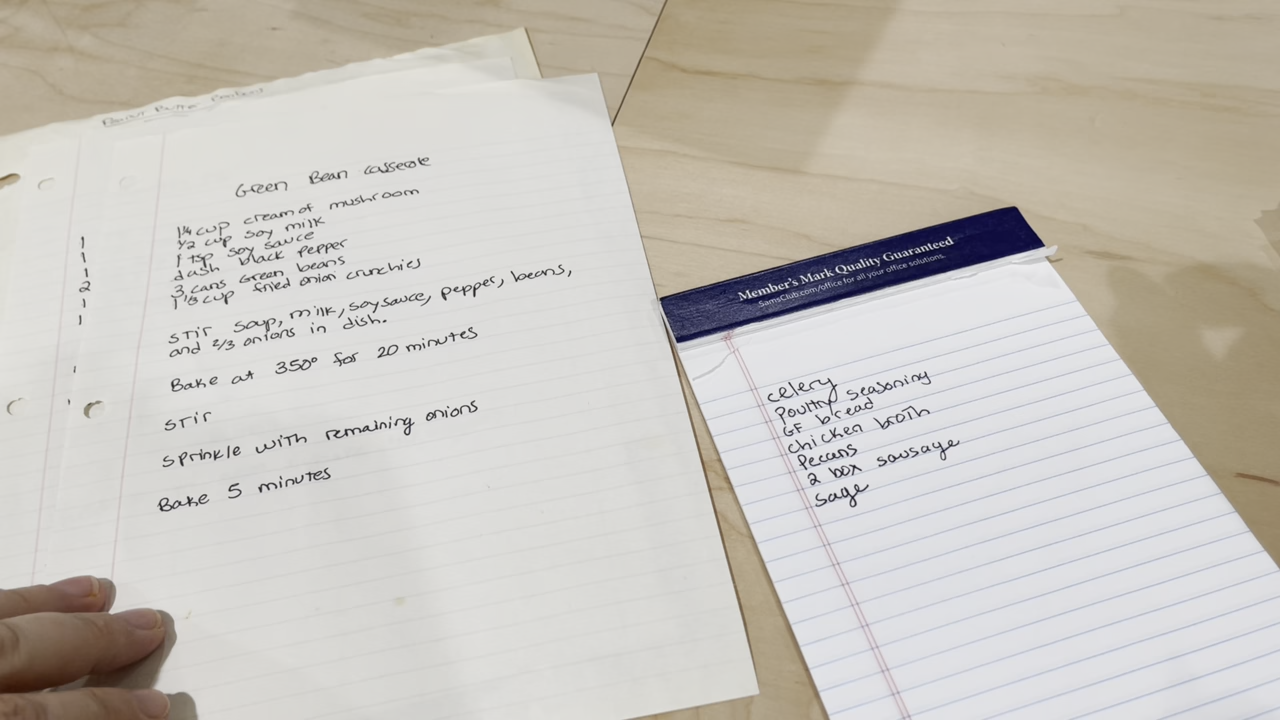 Green Bean Casserole
1¼ cup cream of mushroom
1/2 cup soy milk
1 tsp soy sauce
dash black pepper
3 cans Green beans
1 1/3 cup fried onion crunchies
Stir soup, milk, soysauce, pepper, beans,
and 2/3 onions in dish.
Bake at 350° for 20 minutes
Stir
Sprinkle with remaining onions
Bake 5 minutes
1
1
1
2
1
1
Member's Mark Quality Guaranteed
SamsClub.com/office for all your office solutions.
celery
Poultry seasoning
GF bread
chicken broth
Pecans
2 box sausage
sage